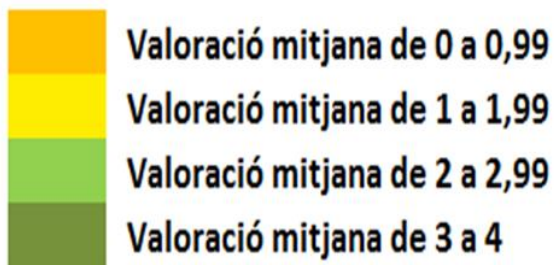 Valoració mitjana de 0 a 0,99
Valoració mitjana de 1 a 1,99
Valoració mitjana de 2 a 2,99
Valoració mitjana de 3 a 4